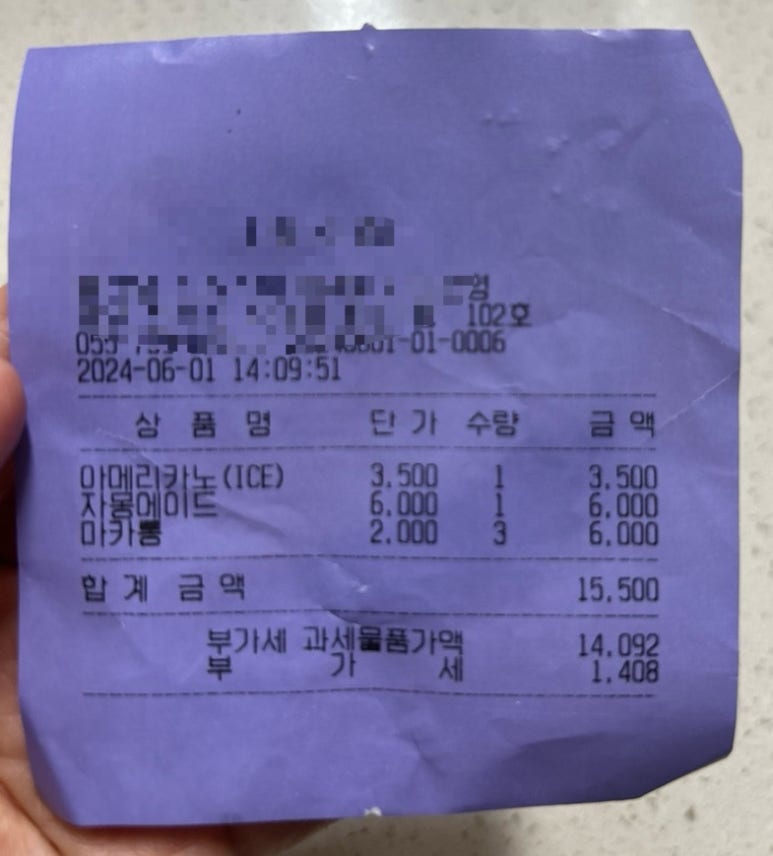 영
102호
01-0006
2024-06-01 14:09:51
상 품 명 단 가 수량 금 액
아메리카노(ICE) 3,500 1 3,500
자몽에이드 6,000 1 6,000
마카롱 2,000 3 6,000
합 계 금 액 15,500
부가세 과세물품가액 14,092
부 가 세 1,408